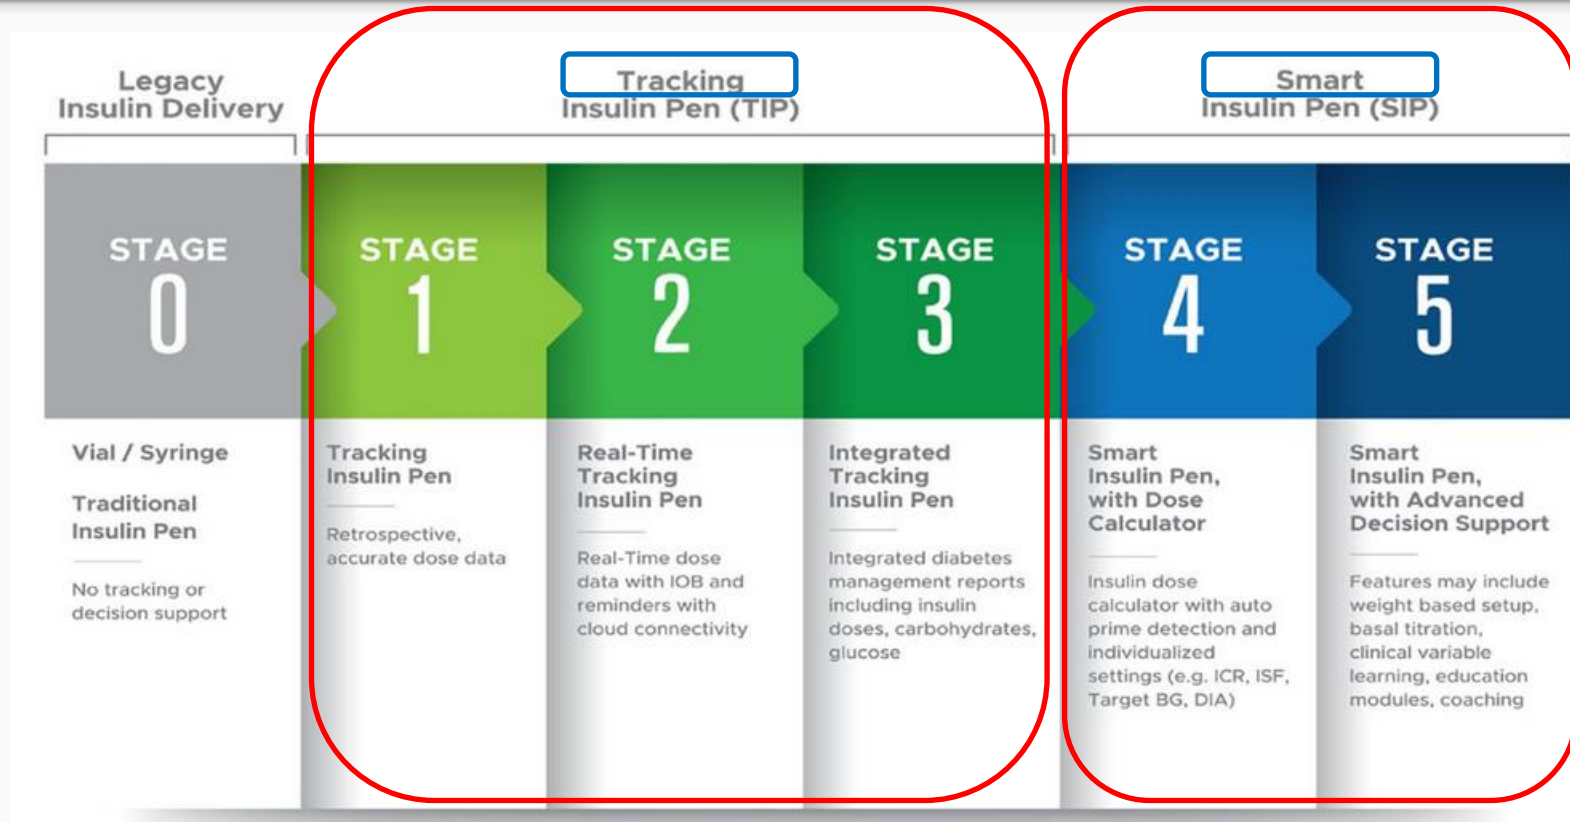 Legacy
Insulin Delivery
Tracking
Insulin Pen (TIP)
Smart
Insulin Pen (SIP)
STAGE
0
STAGE
1
STAGE
2
STAGE
3
STAGE
4
STAGE
5
Vial / Syringe
Traditional
Insulin Pen
No tracking or
decision support
Tracking
Insulin Pen
Retrospective,
accurate dose data
Real-Time
Tracking
Insulin Pen
Real-Time dose
data with IOB and
reminders with
cloud connectivity
Integrated
Tracking
Insulin Pen
Integrated diabetes
management reports
including insulin
doses, carbohydrates,
glucose
Smart
Insulin Pen,
with Dose
Calculator
Insulin dose
calculator with auto
prime detection and
individualized
settings (e.g. ICR, ISF,
Target BG, DIA)
Smart
Insulin Pen,
with Advanced
Decision Support
Features may include
weight based setup,
basal titration,
clinical variable
learning, education
modules, coaching